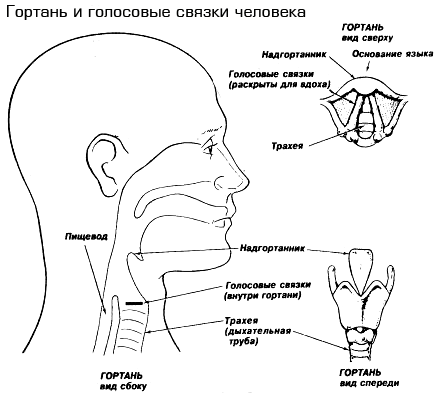 Гортань и голосовые связки человека
ГОРТАНЬ
вид сверху
Надгортанник
Основание языка
Голосовые связки
(раскрыты для вдоха)
Трахея
Пищевод
Надгортанник
Голосовые связки
(внутри гортани)
Трахея
(дыхательная
труба)
ГОРТАНЬ
вид сбоку
ГОРТАНЬ
вид спереди